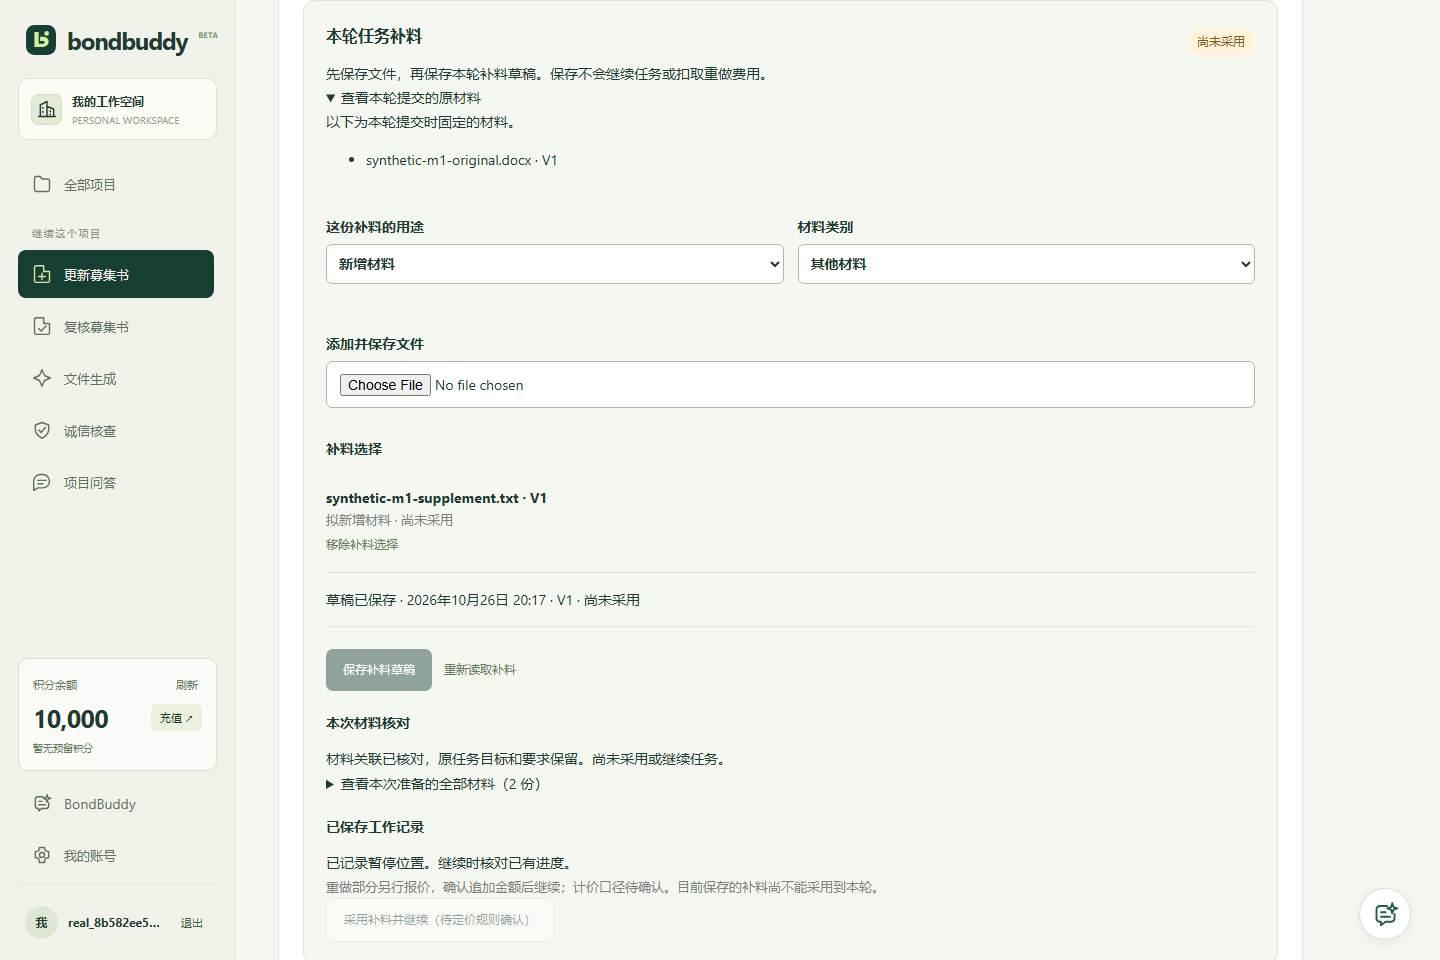 bondbuddy BETA
我的工作空间
PERSONAL WORKSPACE
全部项目
继续这个项目
更新募集书
复核募集书
文件生成
诚信核查
项目问答
积分余额 刷新
10,000 充值 ↗
暂无预留积分
BondBuddy
我的账号
我 real_8b582ee5... 退出
本轮任务补料 尚未采用
先保存文件，再保存本轮补料草稿。保存不会继续任务或扣取重做费用。
▼ 查看本轮提交的原材料
以下为本轮提交时固定的材料。
• synthetic-m1-original.docx · V1
这份补料的用途 材料类别
新增材料 其他材料
添加并保存文件
Choose File No file chosen
补料选择
synthetic-m1-supplement.txt · V1
拟新增材料 · 尚未采用
移除补料选择
草稿已保存 · 2026年10月26日 20:17 · V1 · 尚未采用
保存补料草稿 重新读取补料
本次材料核对
材料关联已核对，原任务目标和要求保留。尚未采用或继续任务。
▶ 查看本次准备的全部材料（2 份）
已保存工作记录
已记录暂停位置。继续时核对已有进度。
重做部分另行报价，确认追加金额后继续；计价口径待确认。目前保存的补料尚不能采用到本轮。
采用补料并继续（待定价规则确认）